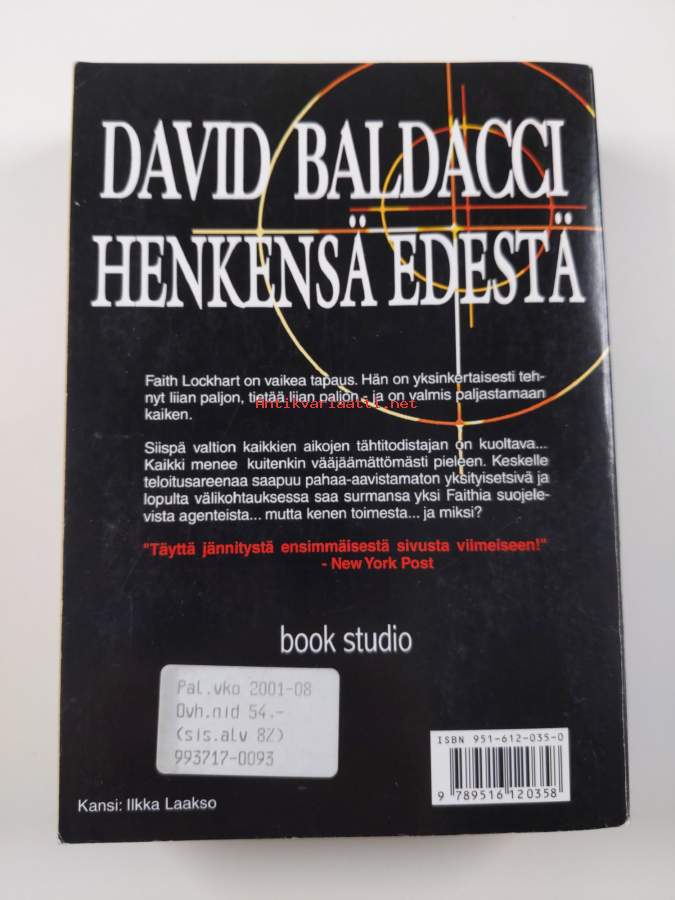 DAVID BALDACCI
HENKENSÄ EDESTÄ
Faith Lockhart on vaikea tapaus. Hän on yksinkertaisesti teh-
nyt liian paljon, tietää liian paljon - ja on valmis paljastamaan
kaiken.
Antikvariaatti.net
Siispä valtion kaikkien aikojen tähtitodistajan on kuoltava...
Kaikki menee kuitenkin vääjäämättömästi pieleen. Keskelle
teloitusareenaa saapuu pahaa-aavistamaton yksityisetsivä ja
lopulta välikohtauksessa saa surmansa yksi Faithia suojele-
vista agenteista... mutta kenen toimesta... ja miksi?
"Täyttä jännitystä ensimmäisestä sivusta viimeiseen!"
- New York Post
book studio
Pal.vko 2001-08
Ovh.nid 54.-
(sis.alv 8%)
993717-0093
ISBN 951-612-035-0
9 789516 120358
Kansi: Ilkka Laakso